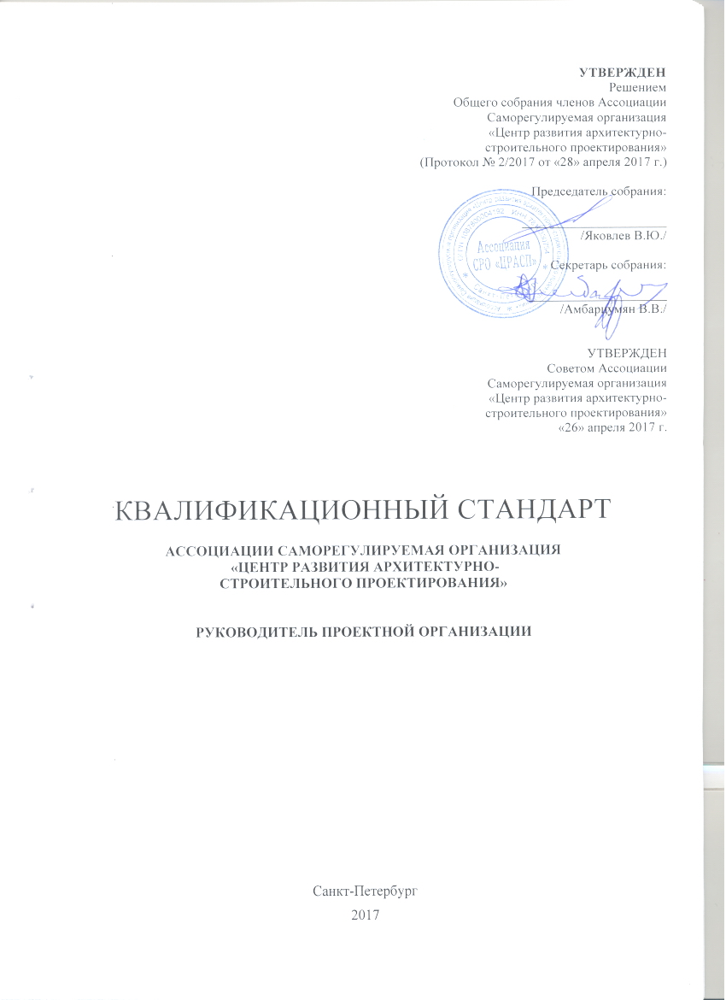 УТВЕРЖДЕН
Решением
Общего собрания членов Ассоциации
Саморегулируемая организация
«Центр развития архитектурно-
строительного проектирования»
(Протокол № 2/2017 от «28» апреля 2017 г.)
Председатель собрания:
/Яковлев В.Ю./
Секретарь собрания:
/Амбарцумян В.В./
Ассоциация
СРО «ЦРАСП»
УТВЕРЖДЕН
Советом Ассоциации
Саморегулируемая организация
«Центр развития архитектурно-
строительного проектирования»
«26» апреля 2017 г.
КВАЛИФИКАЦИОННЫЙ СТАНДАРТ
АССОЦИАЦИИ САМОРЕГУЛИРУЕМАЯ ОРГАНИЗАЦИЯ
«ЦЕНТР РАЗВИТИЯ АРХИТЕКТУРНО-
СТРОИТЕЛЬНОГО ПРОЕКТИРОВАНИЯ»
РУКОВОДИТЕЛЬ ПРОЕКТНОЙ ОРГАНИЗАЦИИ
Санкт-Петербург
2017